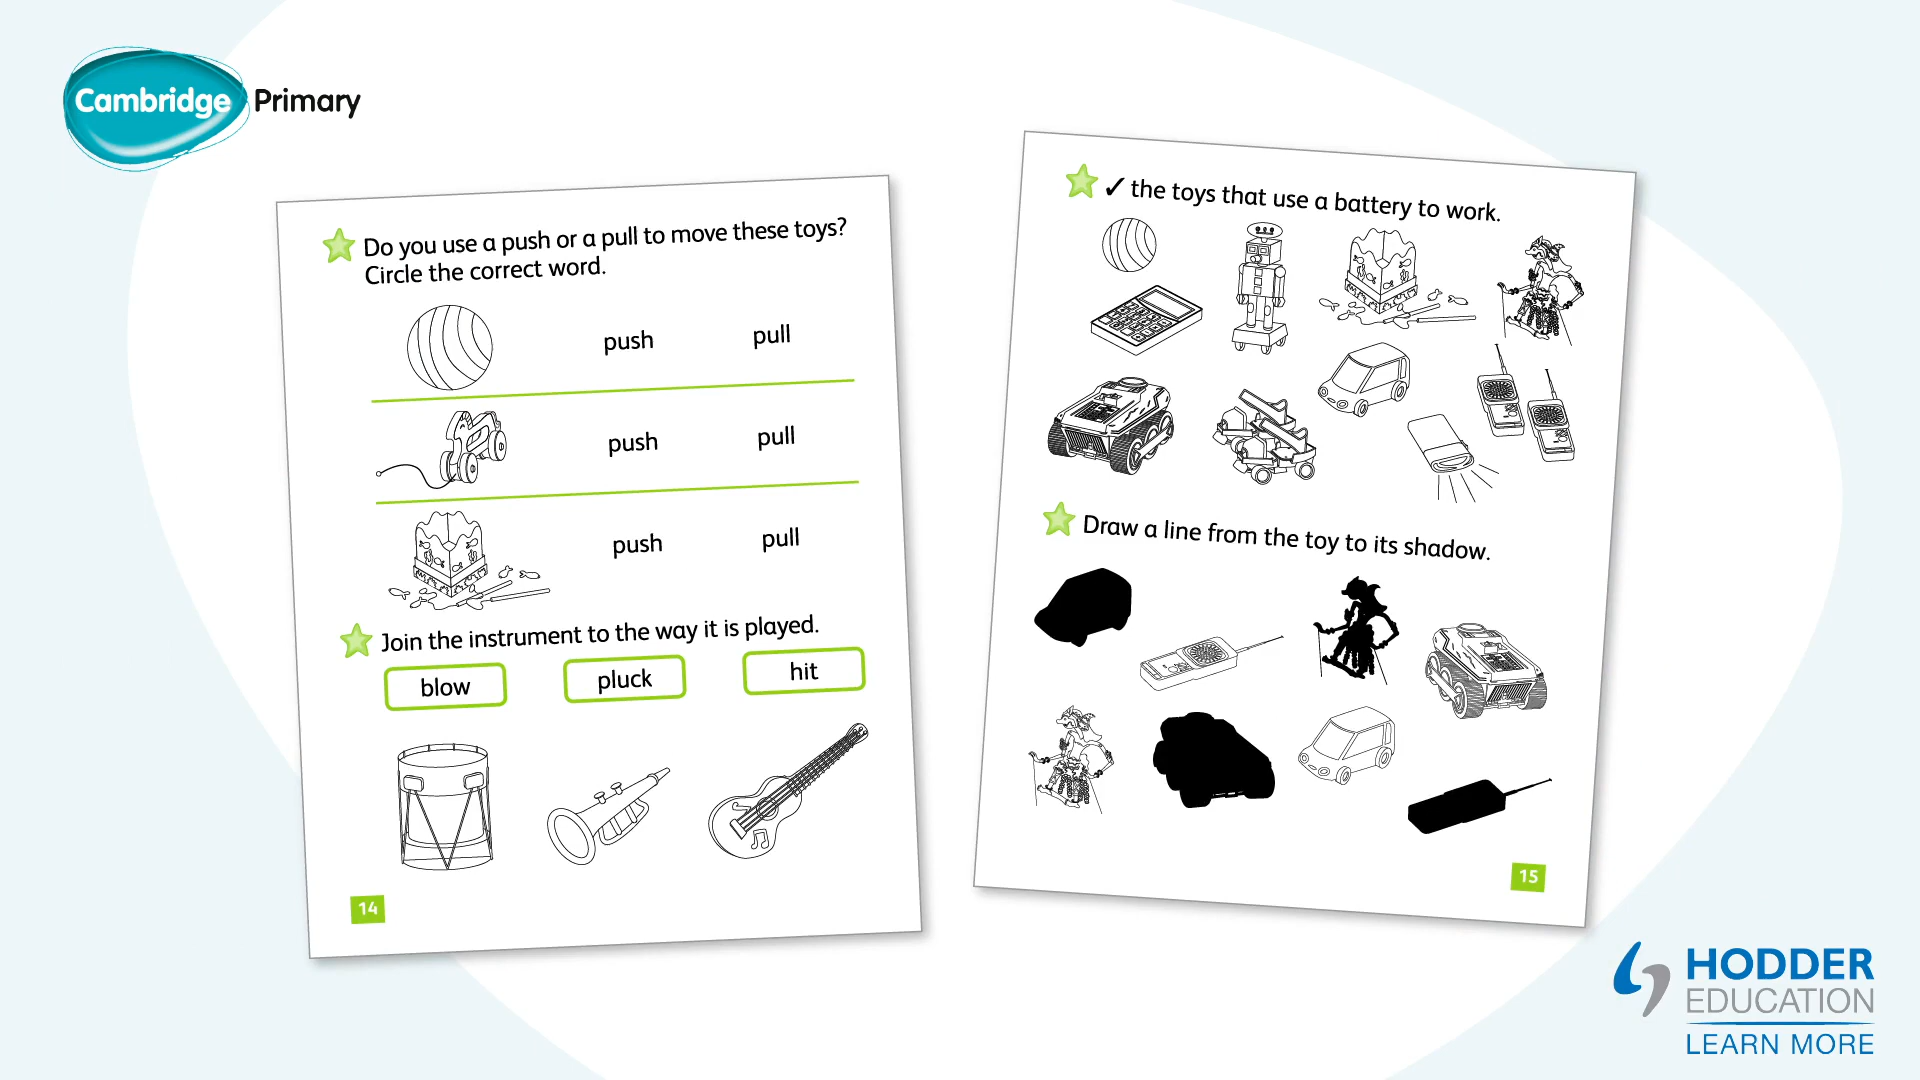 Cambridge Primary
Do you use a push or a pull to move these toys?
Circle the correct word.
push pull
push pull
push pull
Join the instrument to the way it is played.
blow pluck hit
14
✓ the toys that use a battery to work.
Draw a line from the toy to its shadow.
15
HODDER
EDUCATION
LEARN MORE